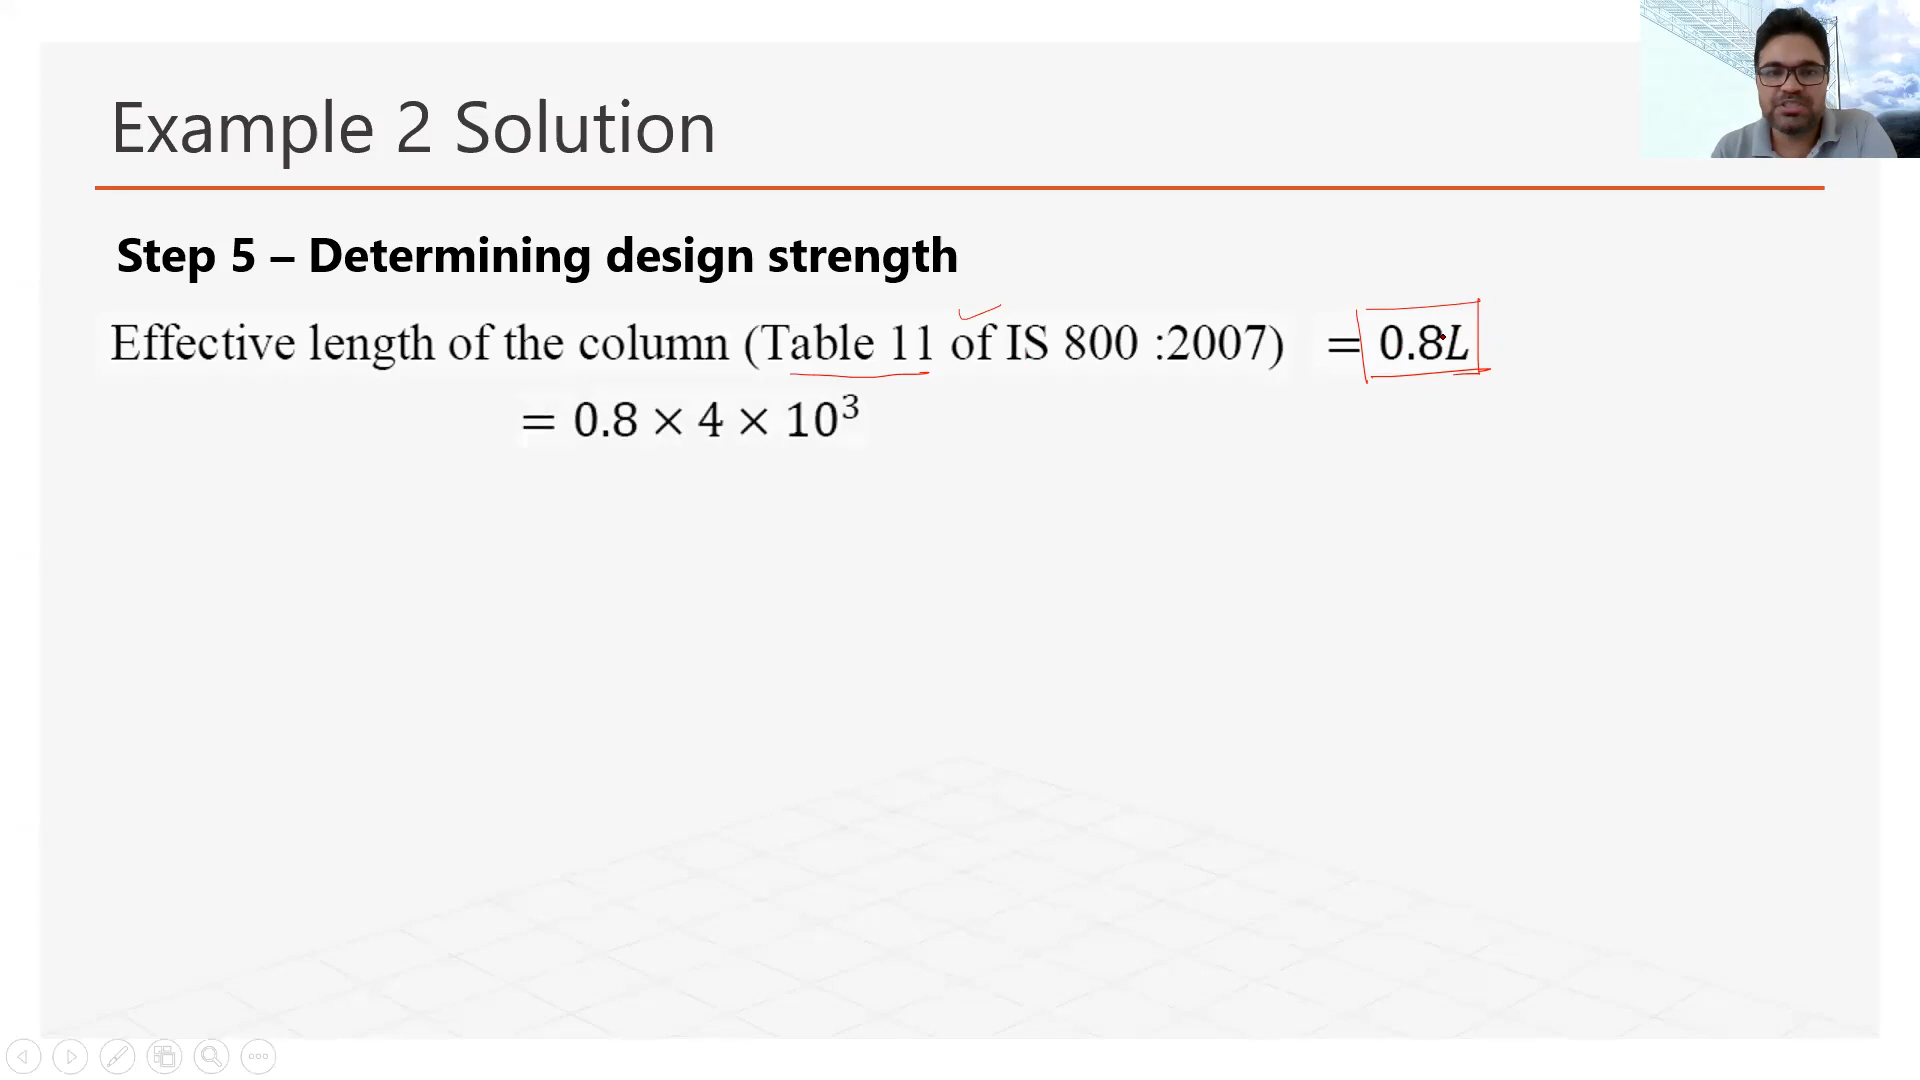 Example 2 Solution
Step 5 – Determining design strength
Effective length of the column (Table 11 of IS 800 :2007) = 0.8L
= 0.8 × 4 × 10³